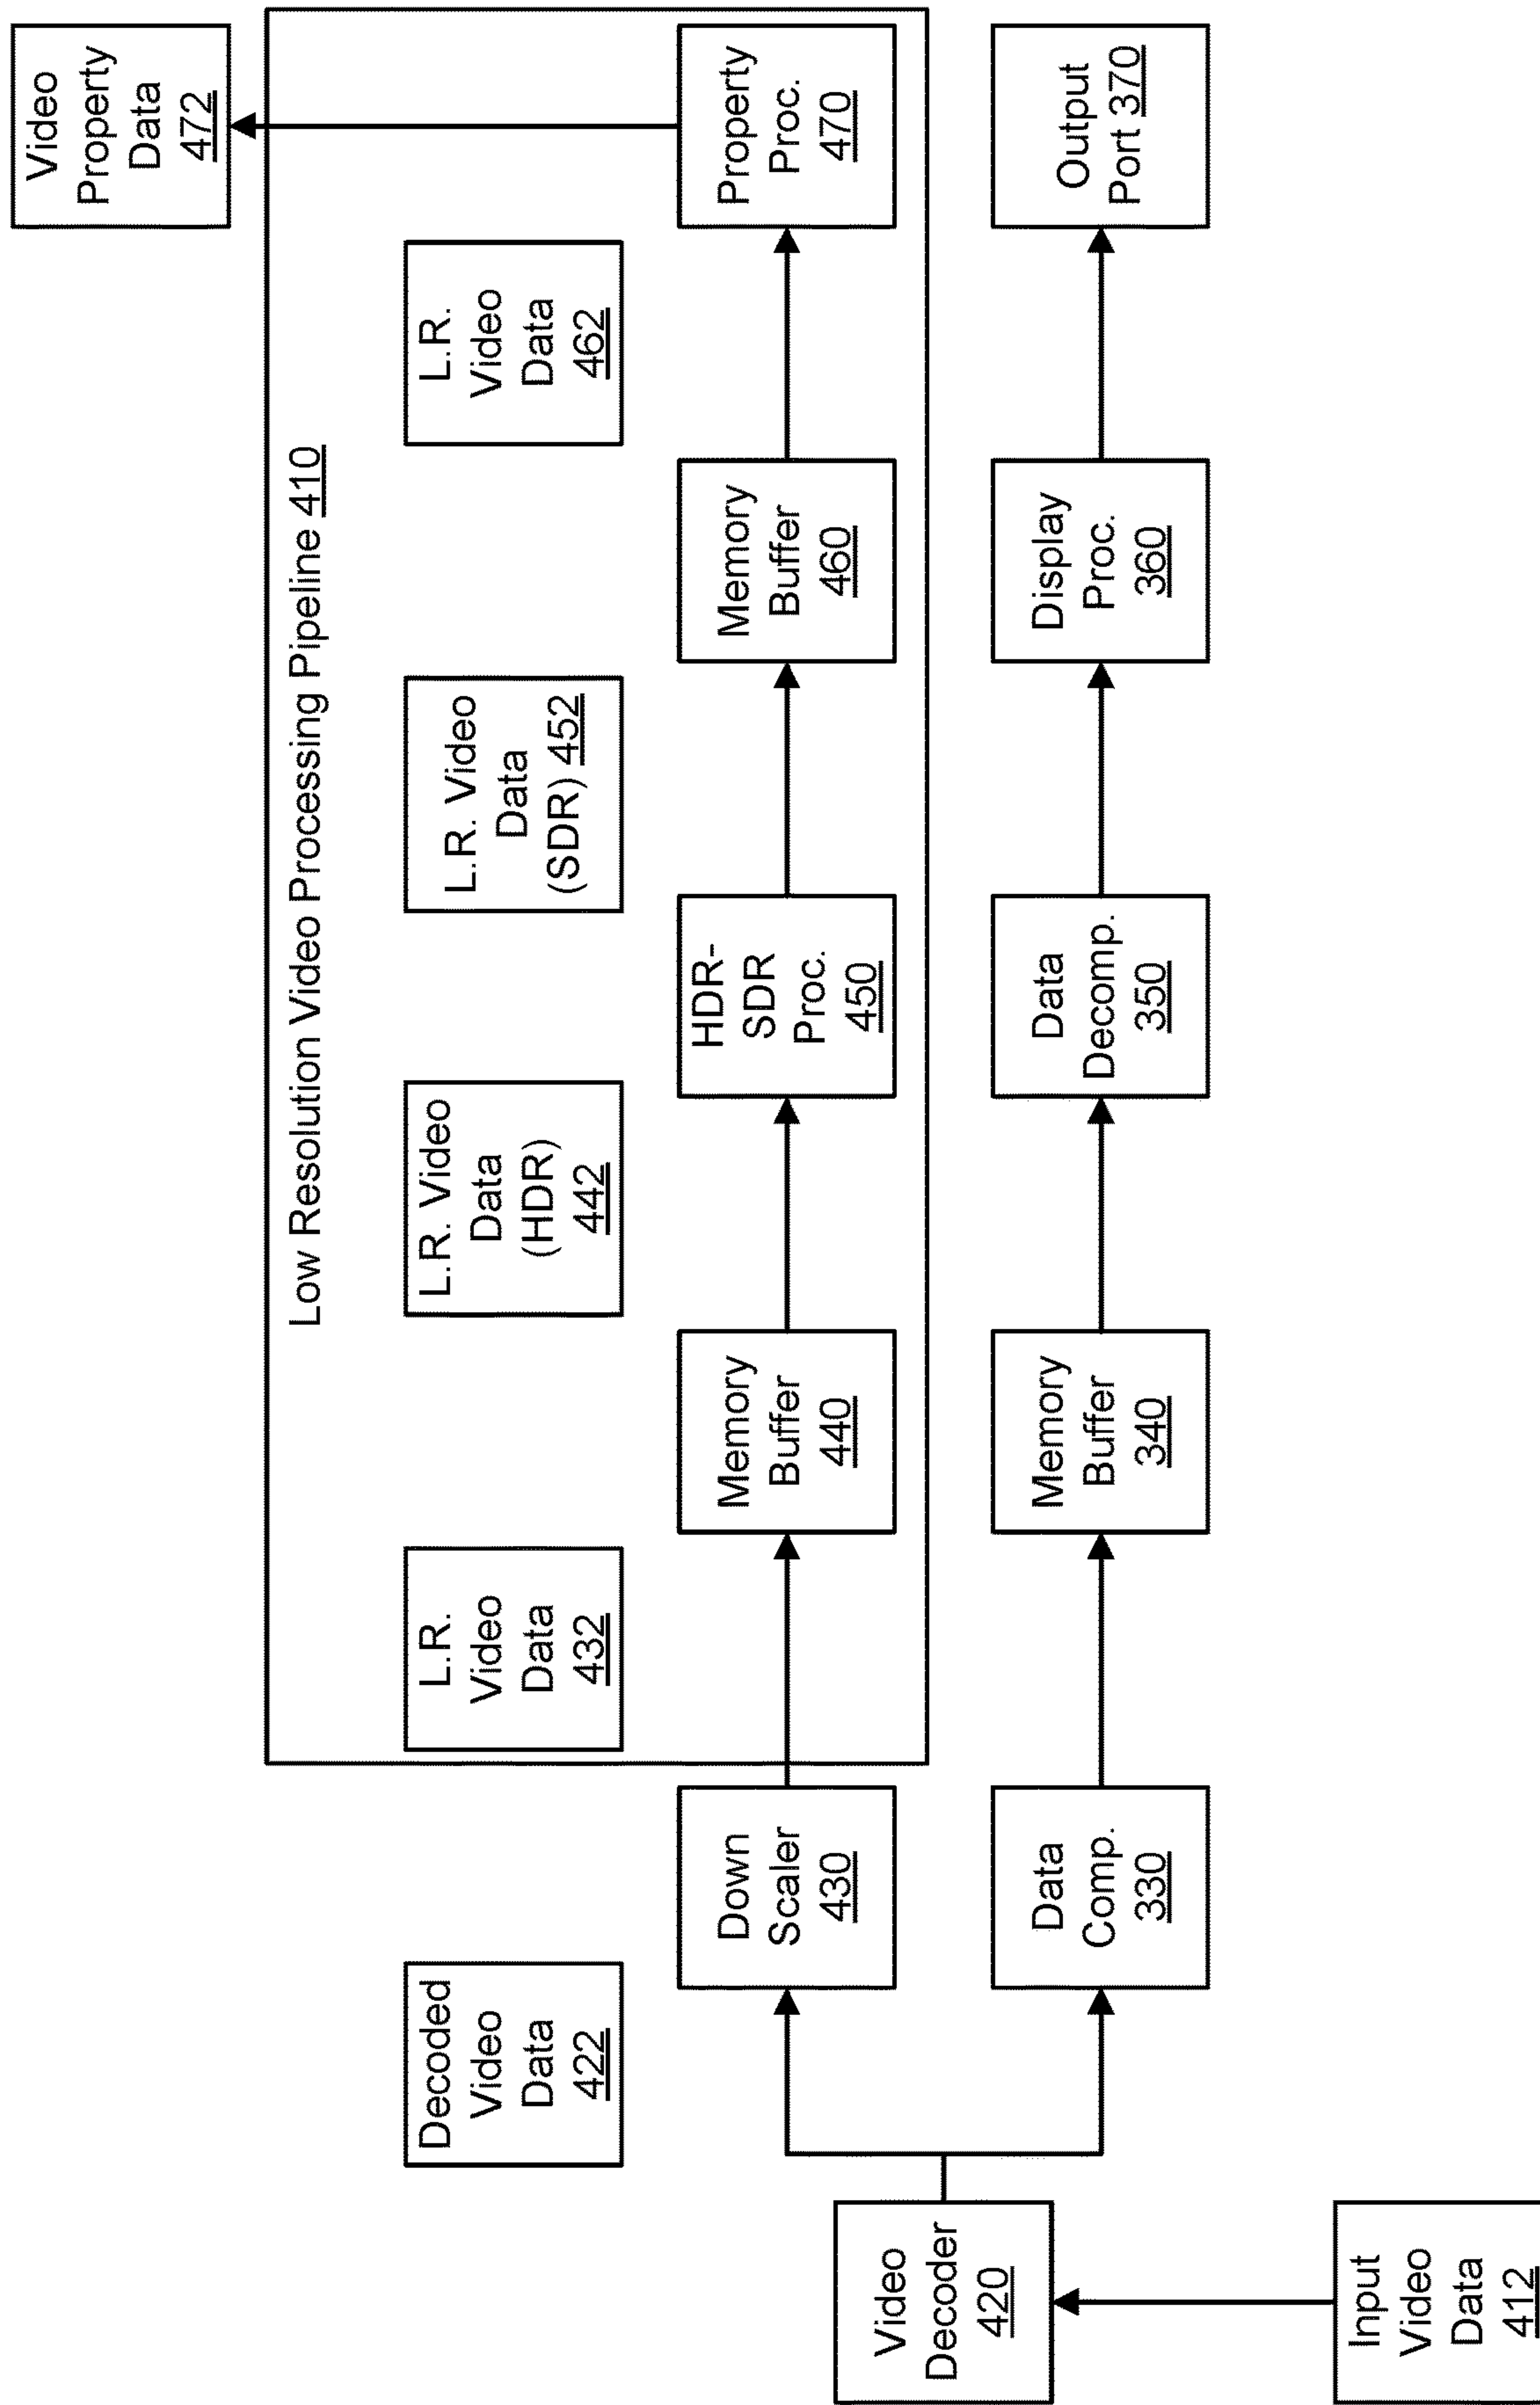 Video
Property
Data
472
Low Resolution Video Processing Pipeline 410
Decoded
Video
Data
422
L.R.
Video
Data
432
L.R. Video
Data
(HDR)
442
L.R. Video
Data
(SDR) 452
L.R.
Video
Data
462
Down
Scaler
430
Memory
Buffer
440
HDR-
SDR
Proc.
450
Memory
Buffer
460
Property
Proc.
470
Video
Decoder
420
Data
Comp.
330
Memory
Buffer
340
Data
Decomp.
350
Display
Proc.
360
Output
Port 370
Input
Video
Data
412